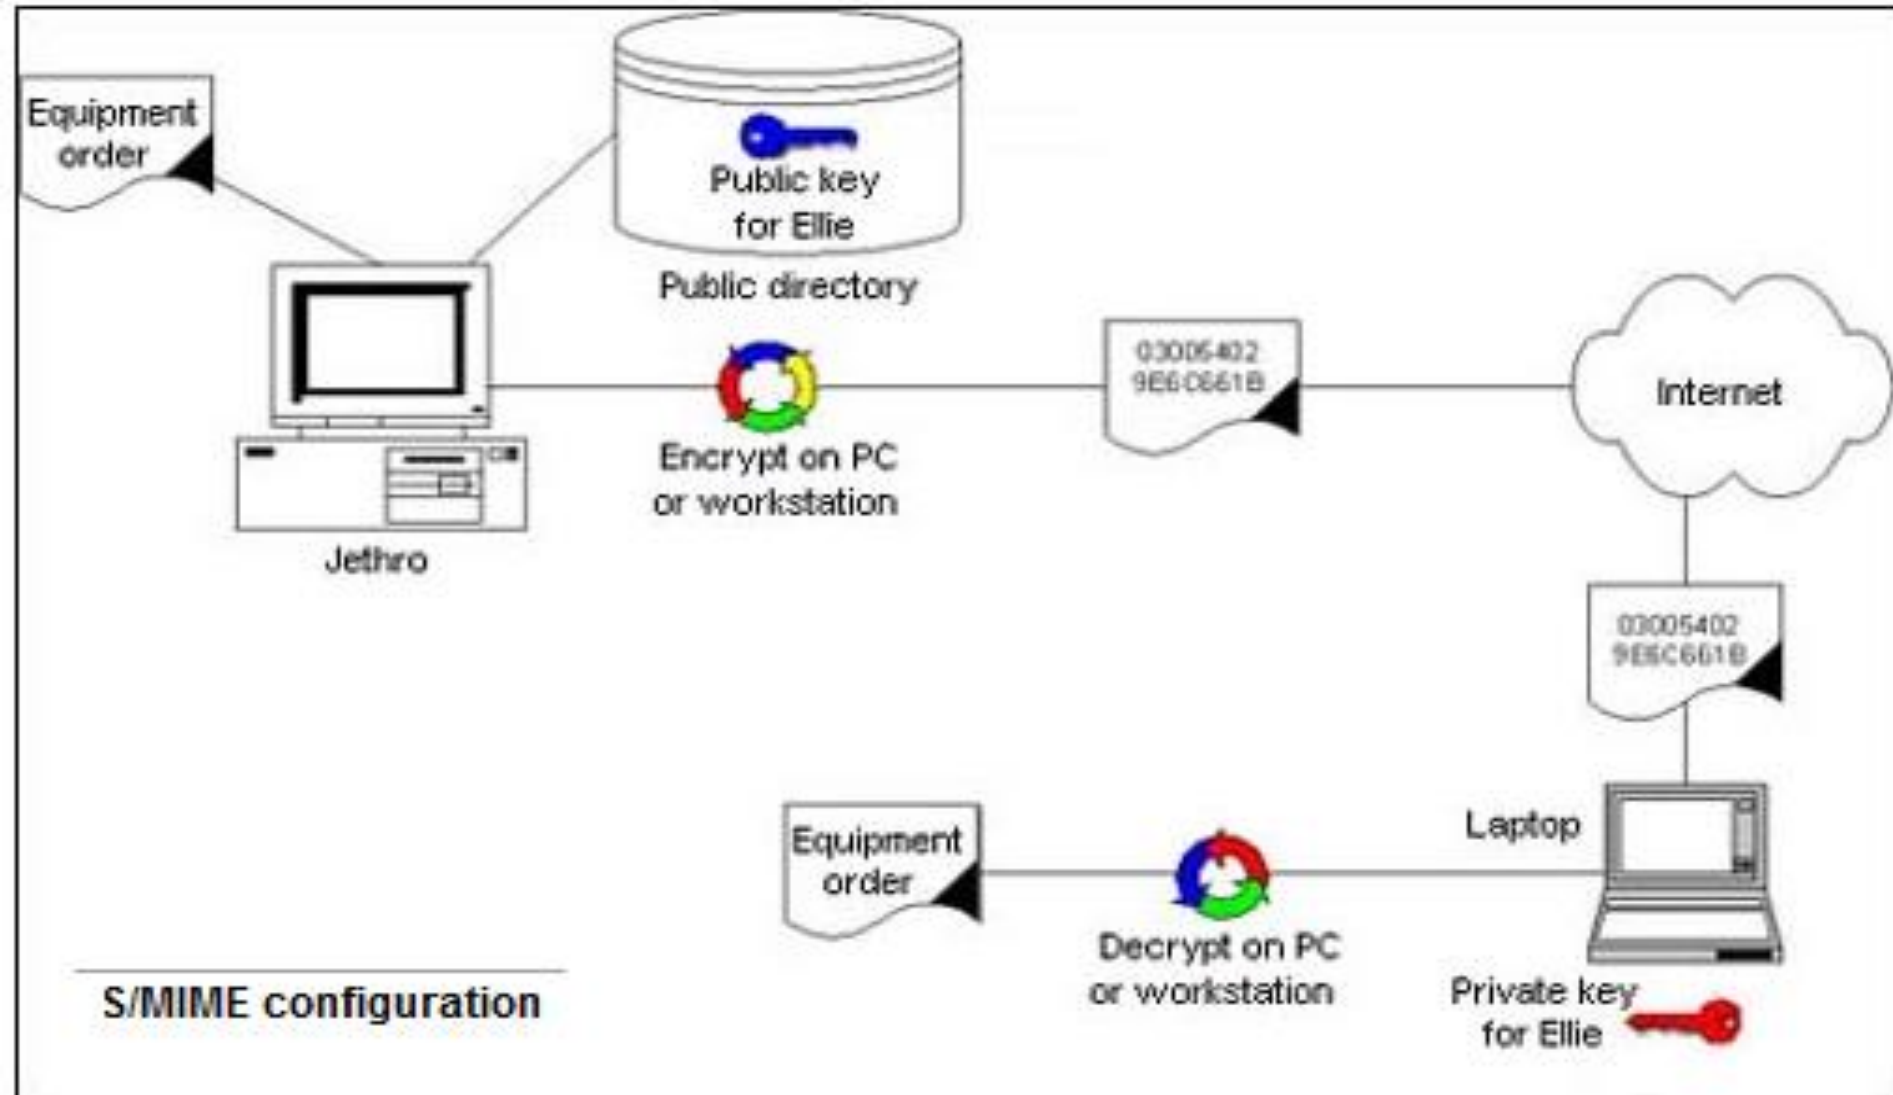 Equipment
order
Public key
for Ellie
Public directory
03005402
9E6C661B
Internet
Encrypt on PC
or workstation
Jethro
03005402
9E6C661B
Equipment
order
Laptop
Decrypt on PC
or workstation
Private key
for Ellie
S/MIME configuration